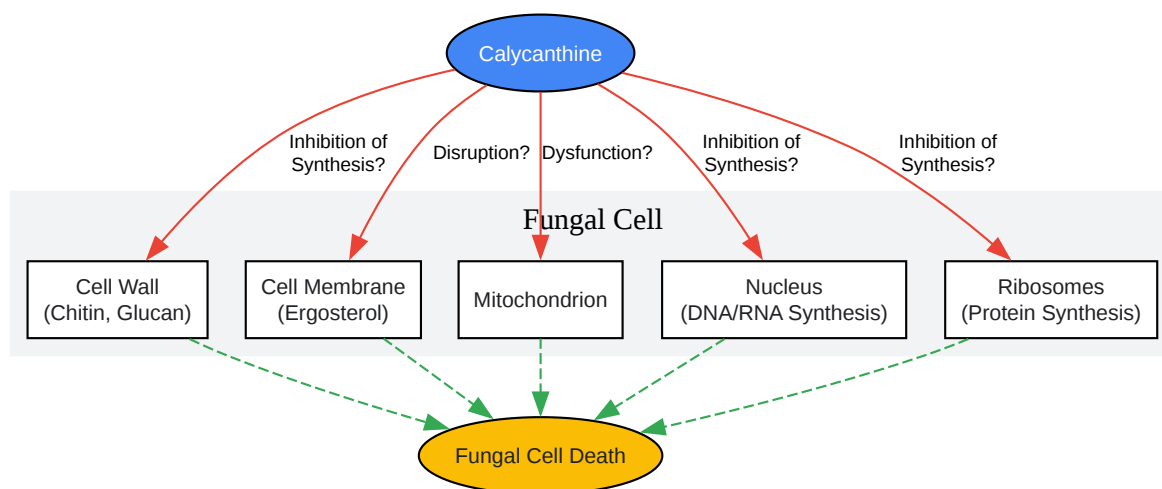 Calycanthine
Inhibition of
Synthesis?
Disruption?
Dysfunction?
Inhibition of
Synthesis?
Inhibition of
Synthesis?
Fungal Cell
Cell Wall
(Chitin, Glucan)
Cell Membrane
(Ergosterol)
Mitochondrion
Nucleus
(DNA/RNA Synthesis)
Ribosomes
(Protein Synthesis)
Fungal Cell Death